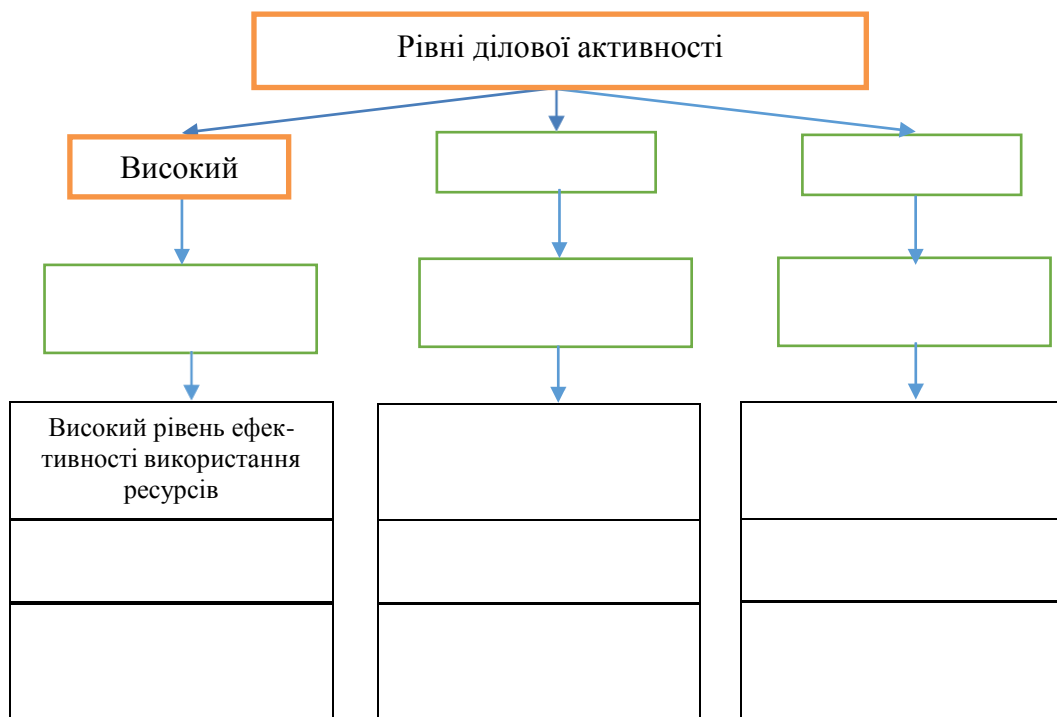 Рівні ділової активності
Високий
Високий рівень ефек-
тивності використання
ресурсів